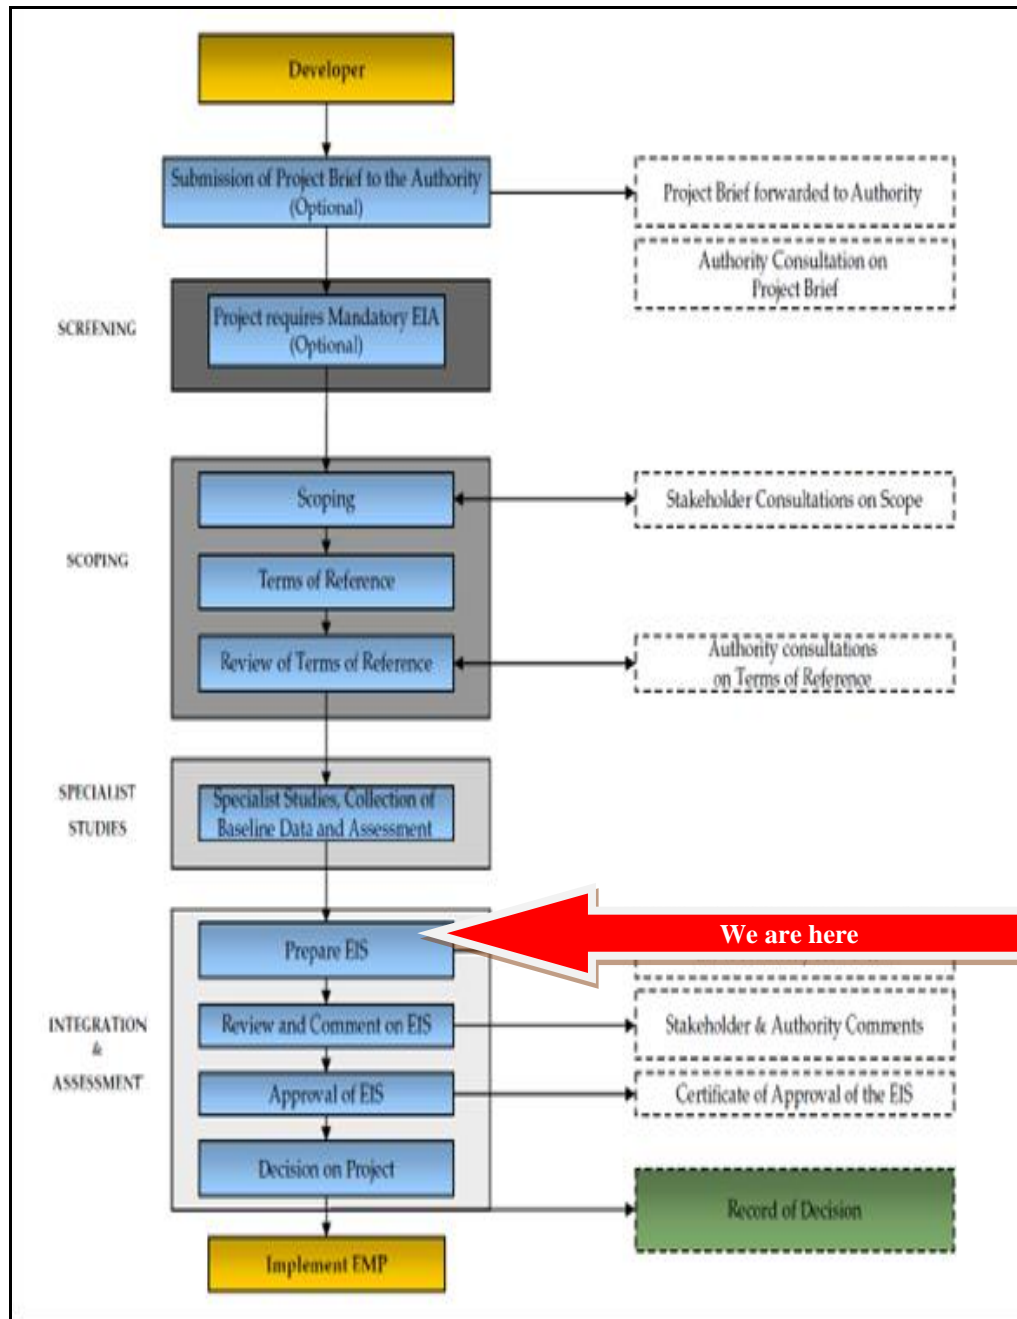 Developer
Submission of Project Brief to the Authority
(Optional)
Project Brief forwarded to Authority
Authority Consultation on
Project Brief
SCREENING
Project requires Mandatory EIA
(Optional)
SCOPING
Scoping
Stakeholder Consultations on Scope
Terms of Reference
Review of Terms of Reference
Authority consultations
on Terms of Reference
SPECIALIST
STUDIES
Specialist Studies, Collection of
Baseline Data and Assessment
We are here
Prepare EIS
INTEGRATION
&
ASSESSMENT
Review and Comment on EIS
Stakeholder & Authority Comments
Approval of EIS
Certificate of Approval of the EIS
Decision on Project
Record of Decision
Implement EMP